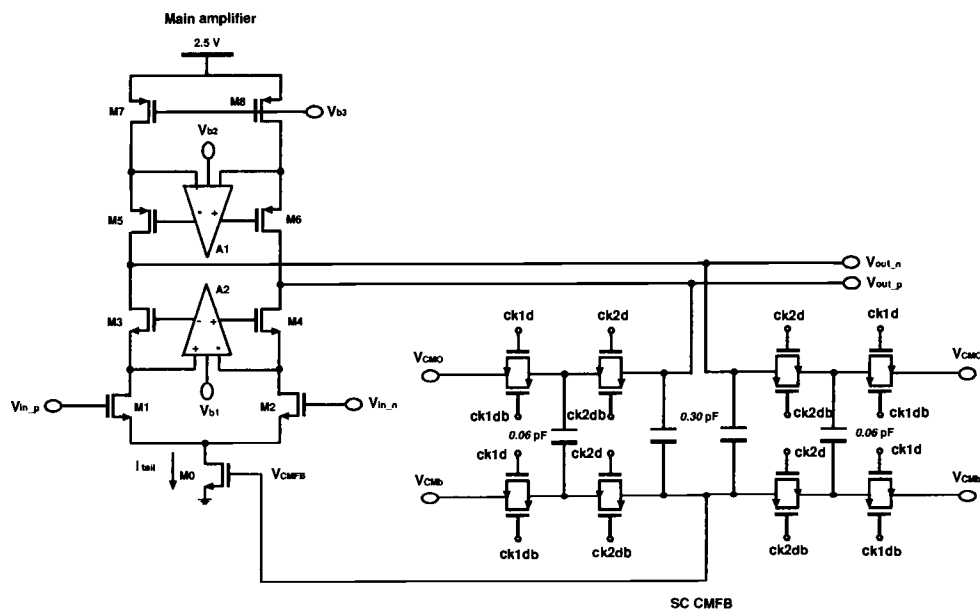 Main amplifier
2.5 V
M7
M8
Vb3
Vb2
M5
M6
- +
A1
Vout_n
Vout_p
A2
M3
M4
- +
+ -
ck1d
ck2d
ck2d
ck1d
VCMO
VCMO
Vin_p
M1
Vb1
M2
Vin_n
ck1db
ck2db
0.30 pF
ck2db
ck1db
0.06 pF
0.06 pF
ck1d
ck2d
ck2d
ck1d
Itail
M0
VCMFB
VCMb
VCMb
ck1db
ck2db
ck2db
ck1db
SC CMFB